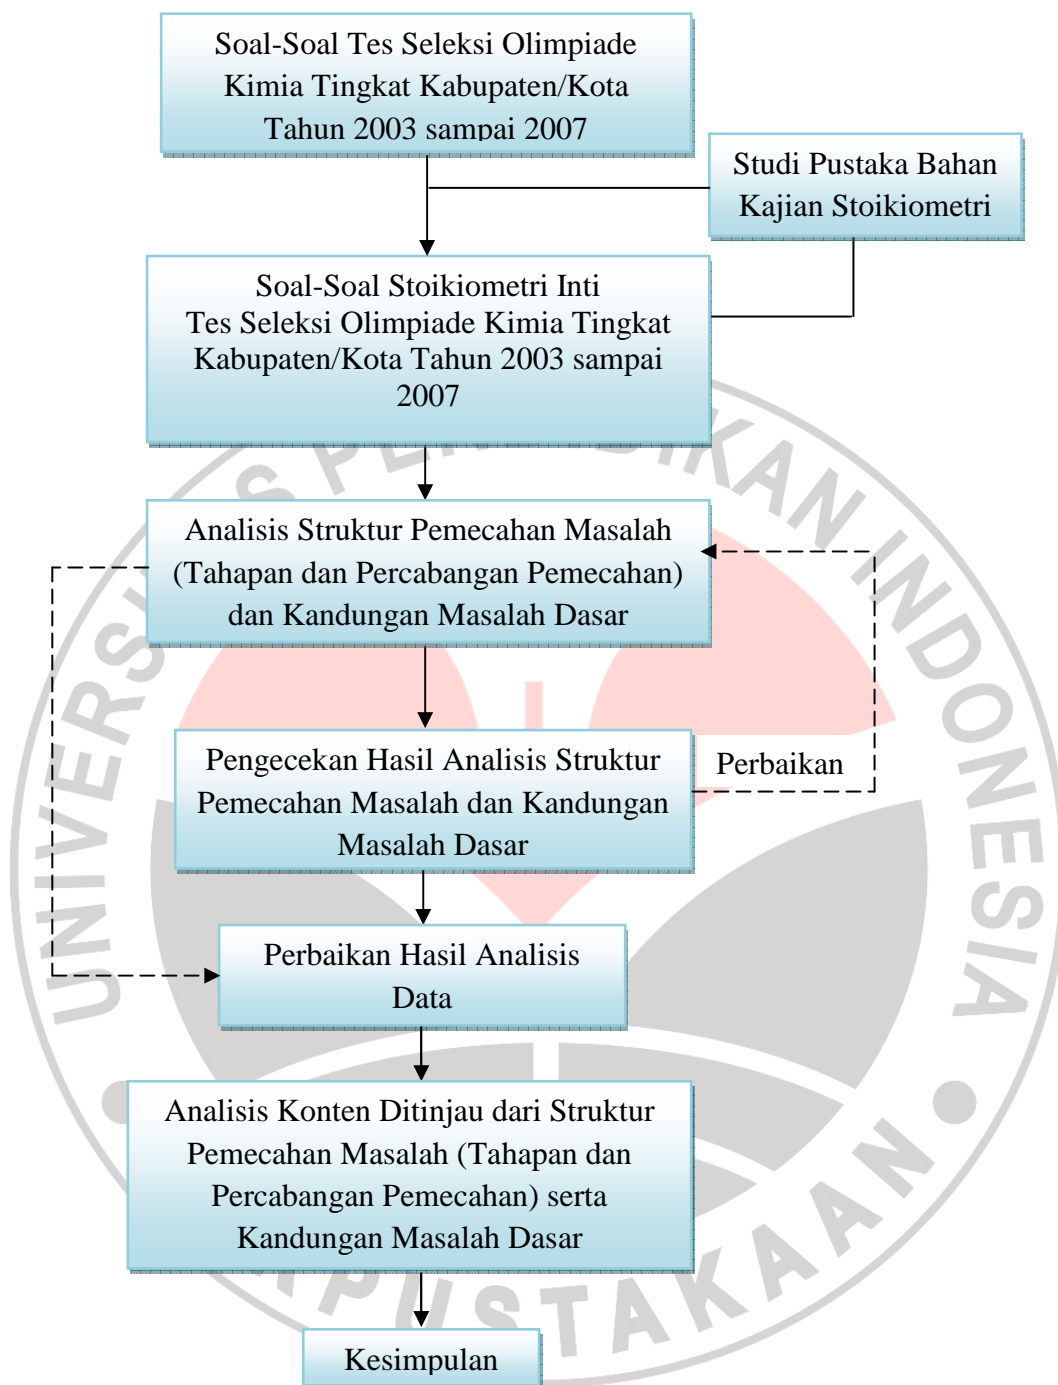 Soal-Soal Tes Seleksi Olimpiade
Kimia Tingkat Kabupaten/Kota
Tahun 2003 sampai 2007
Studi Pustaka Bahan
Kajian Stoikiometri
Soal-Soal Stoikiometri Inti
Tes Seleksi Olimpiade Kimia Tingkat
Kabupaten/Kota Tahun 2003 sampai
2007
Analisis Struktur Pemecahan Masalah
(Tahapan dan Percabangan Pemecahan)
dan Kandungan Masalah Dasar
Pengecekan Hasil Analisis Struktur
Pemecahan Masalah dan Kandungan
Masalah Dasar
Perbaikan
Perbaikan Hasil Analisis
Data
Analisis Konten Ditinjau dari Struktur
Pemecahan Masalah (Tahapan dan
Percabangan Pemecahan) serta
Kandungan Masalah Dasar
Kesimpulan
INDONESIA